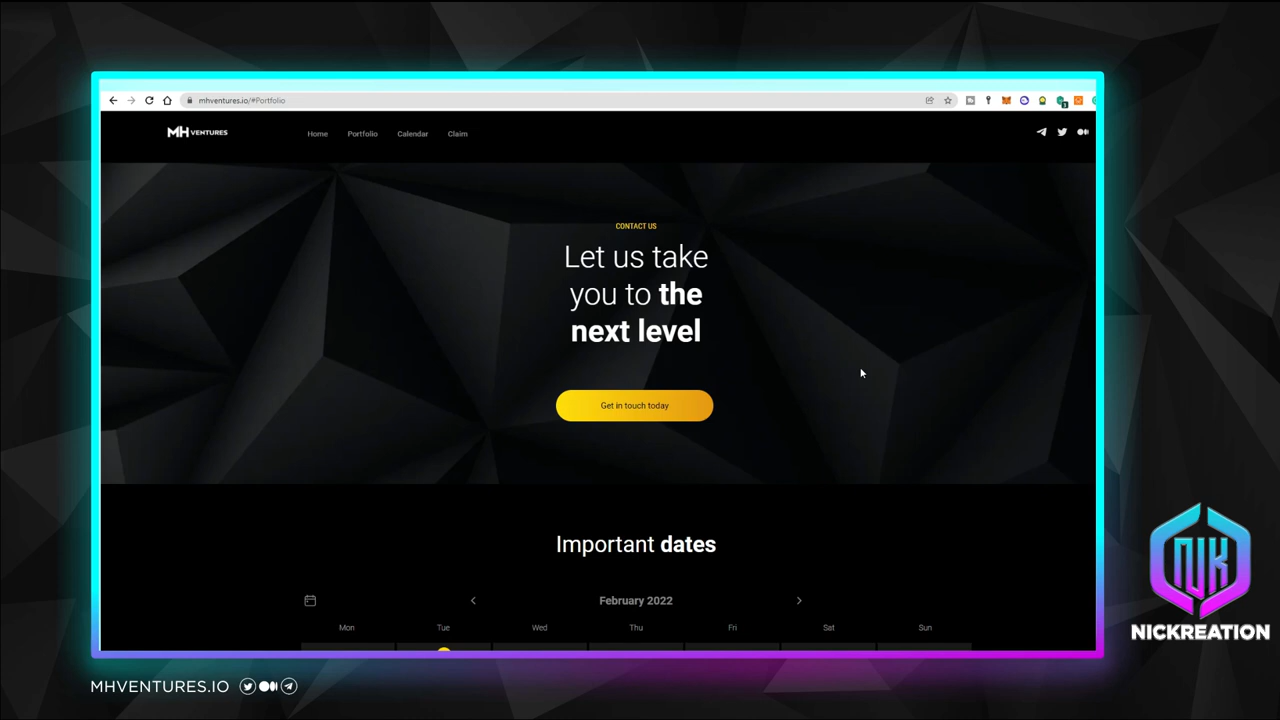 mhventures.io/#Portfolio
MH VENTURES
Home Portfolio Calendar Claim
CONTACT US
Let us take
you to the
next level
Get in touch today
Important dates
February 2022
Mon Tue Wed Thu Fri Sat Sun
NJK
NICKREATION
MHVENTURES.IO